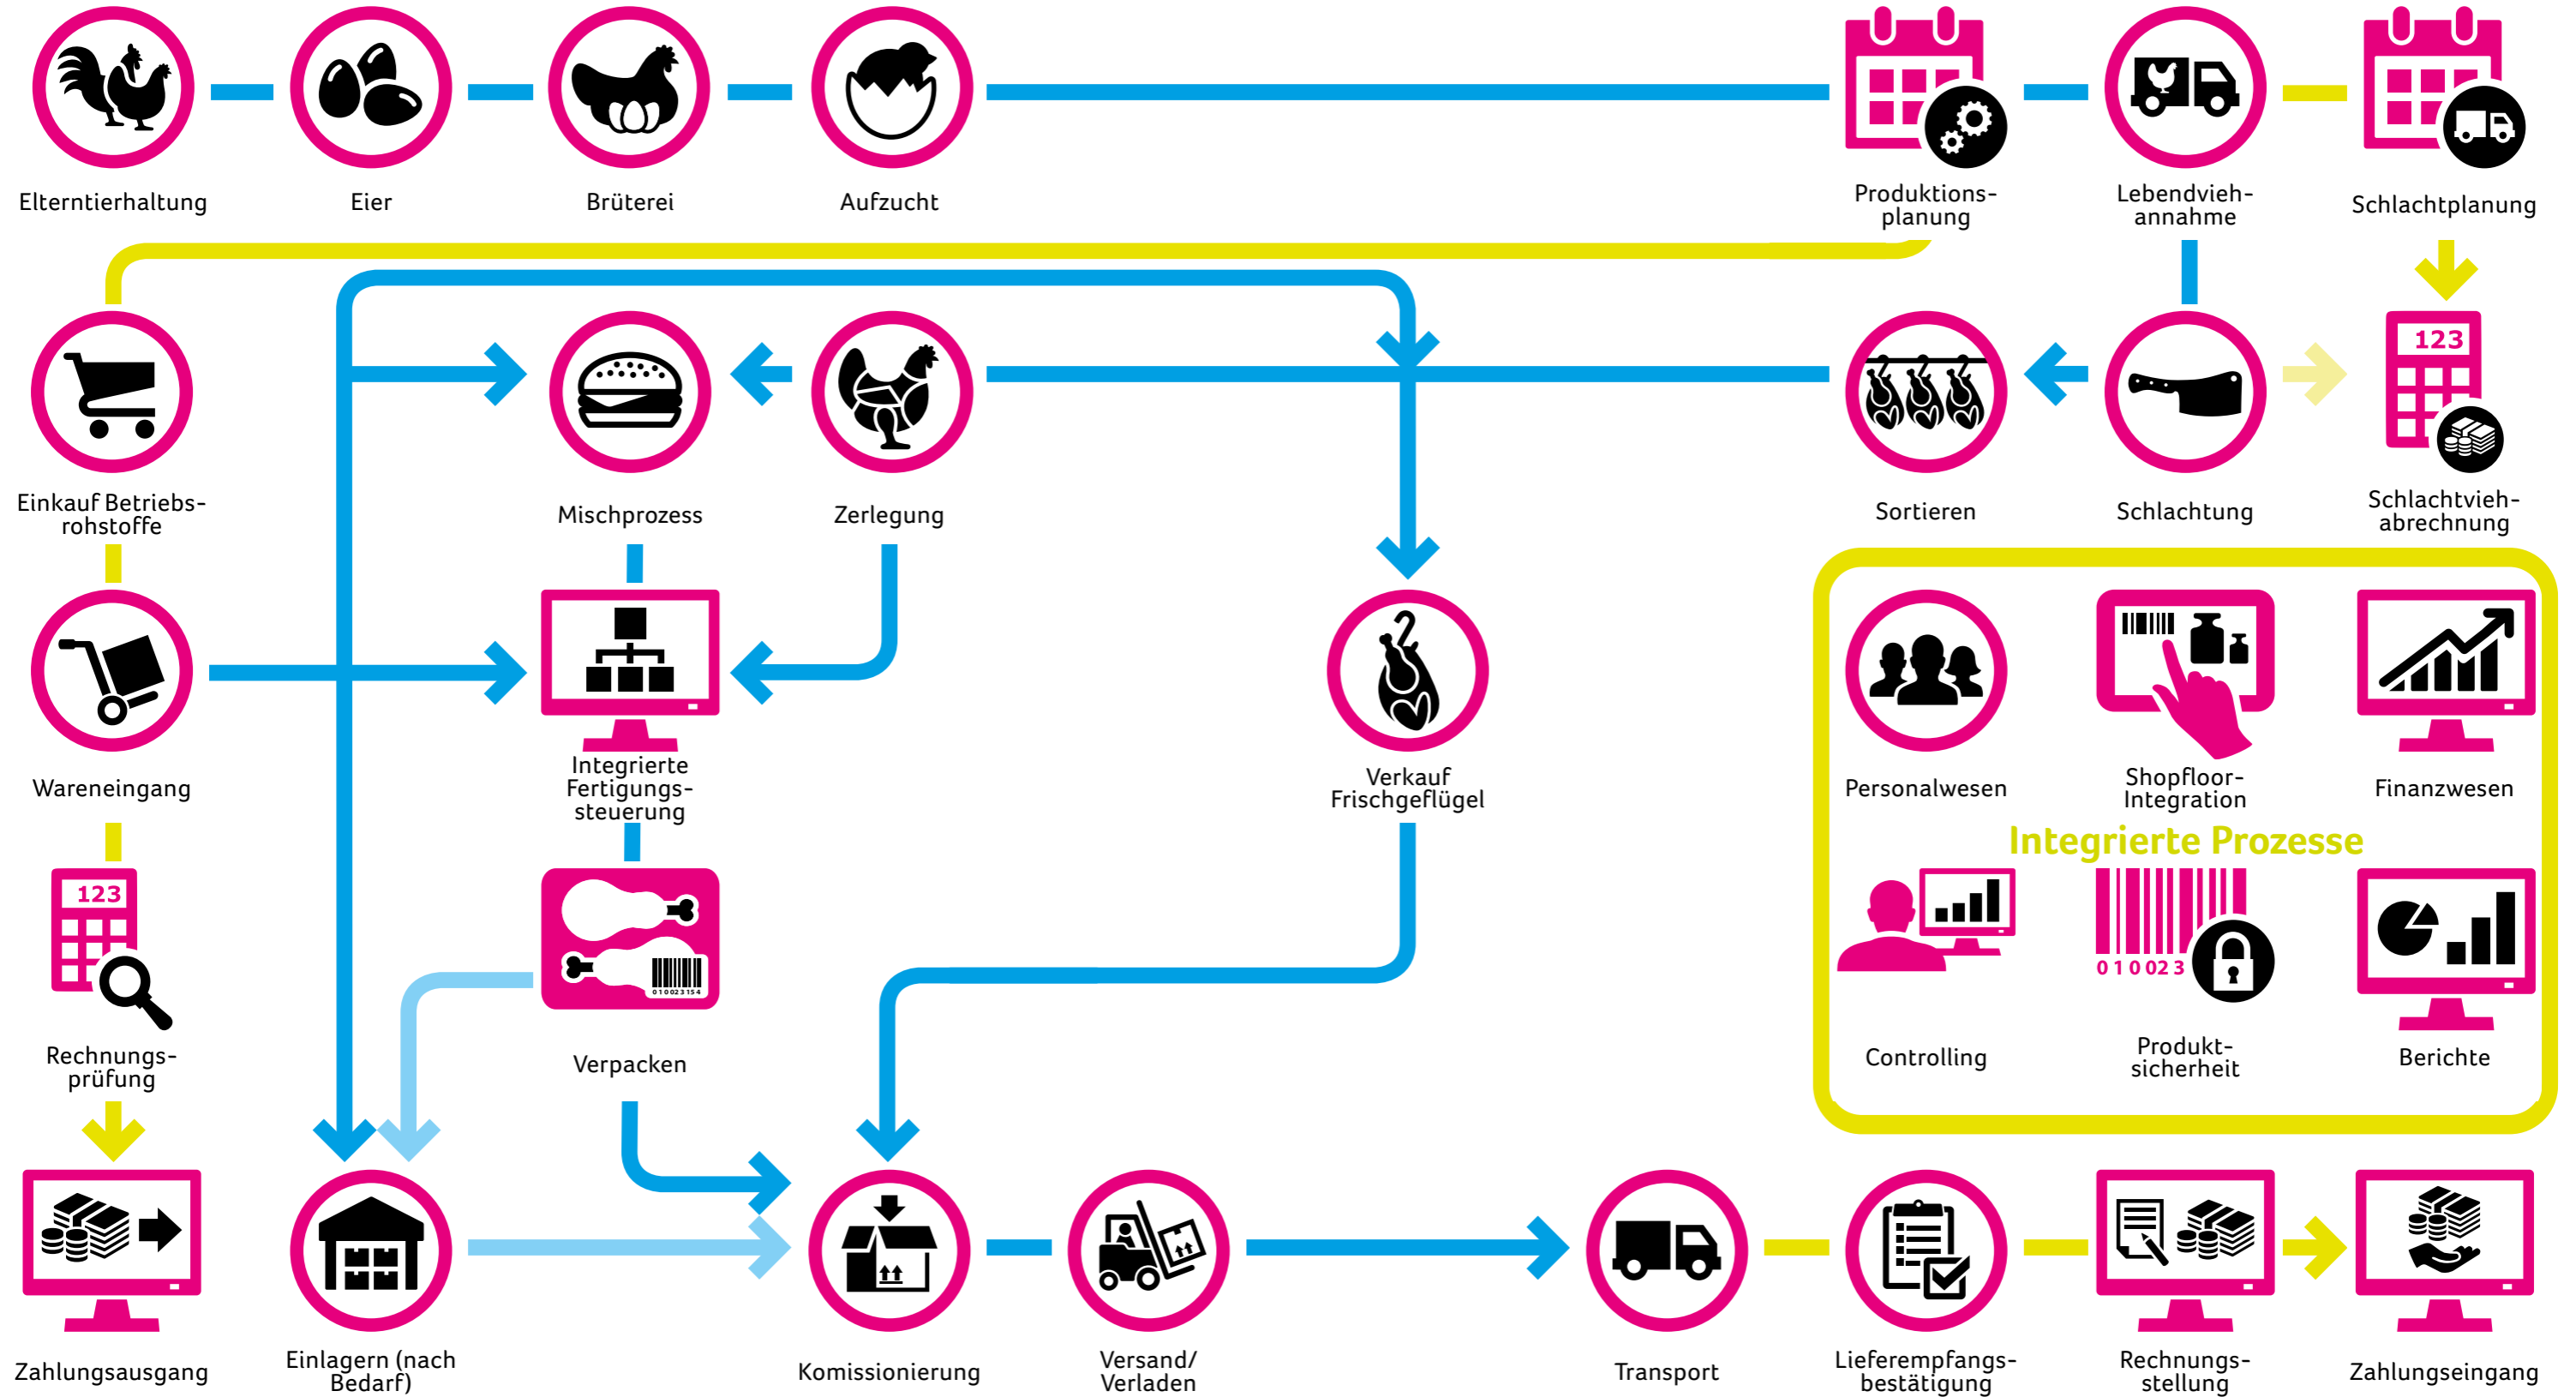 Elterntierhaltung
Eier
Brüterei
Aufzucht
Produktions-
planung
Lebendvieh-
annahme
Schlachtplanung
123
Einkauf Betriebs-
rohstoffe
Mischprozess
Zerlegung
Sortieren
Schlachtung
Schlachtvieh-
abrechnung
Wareneingang
Integrierte
Fertigungs-
steuerung
Verkauf
Frischgeflügel
Personalwesen
Shopfloor-
Integration
Finanzwesen
Integrierte Prozesse
123
010023154
010023
Rechnungs-
prüfung
Verpacken
Controlling
Produkt-
sicherheit
Berichte
Zahlungsausgang
Einlagern (nach
Bedarf)
Komissionierung
Versand/
Verladen
Transport
Lieferempfangs-
bestätigung
Rechnungs-
stellung
Zahlungseingang